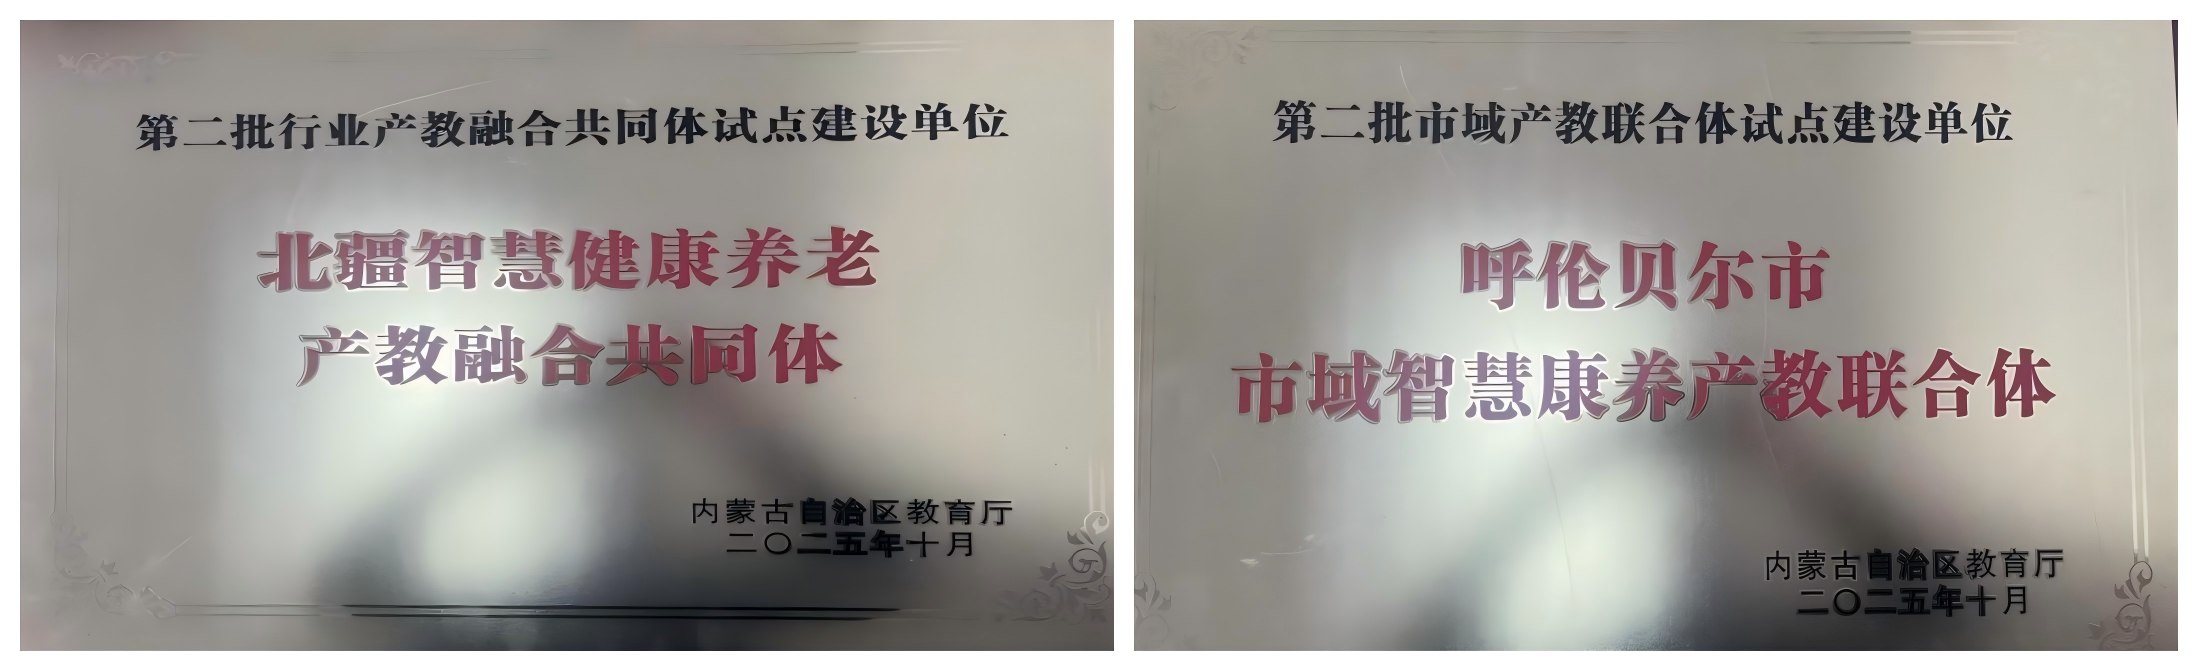 第二批行业产教融合共同体试点建设单位
北疆智慧健康养老
产教融合共同体
内蒙古自治区教育厅
二〇二五年十月
第二批市域产教联合体试点建设单位
呼伦贝尔市
市域智慧康养产教联合体
内蒙古自治区教育厅
二〇二五年十月